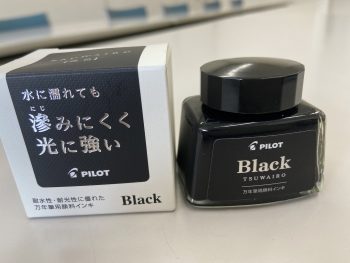 水に濡れても
にじ
滲みにくく
光に強い
PILOT
耐水性・耐光性に優れた
万年筆用顔料インキ
Black
PILOT
Black
TSUWAIRO
万年筆用顔料インキ